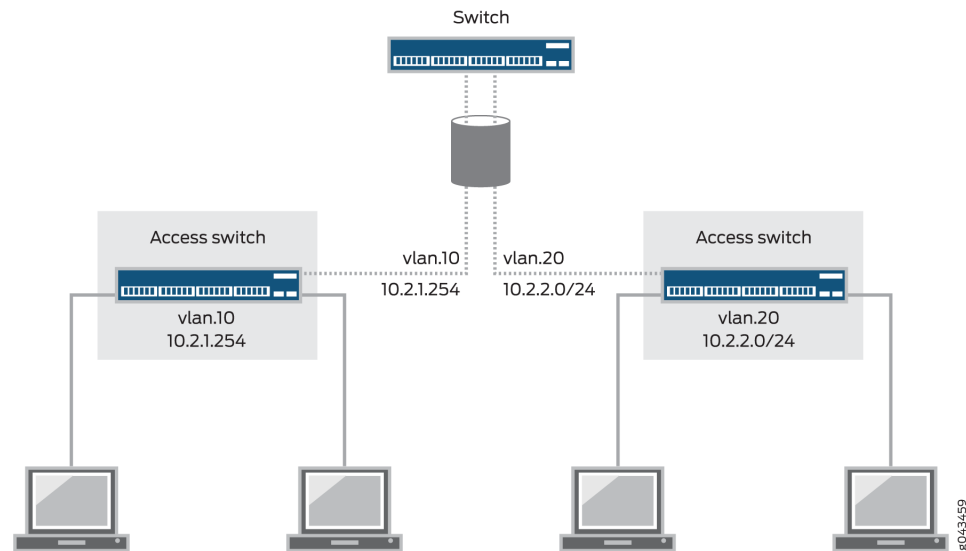 Switch
Access switch
vlan.10
10.2.1.254
vlan.10
10.2.1.254
vlan.20
10.2.2.0/24
Access switch
vlan.20
10.2.2.0/24
g043459